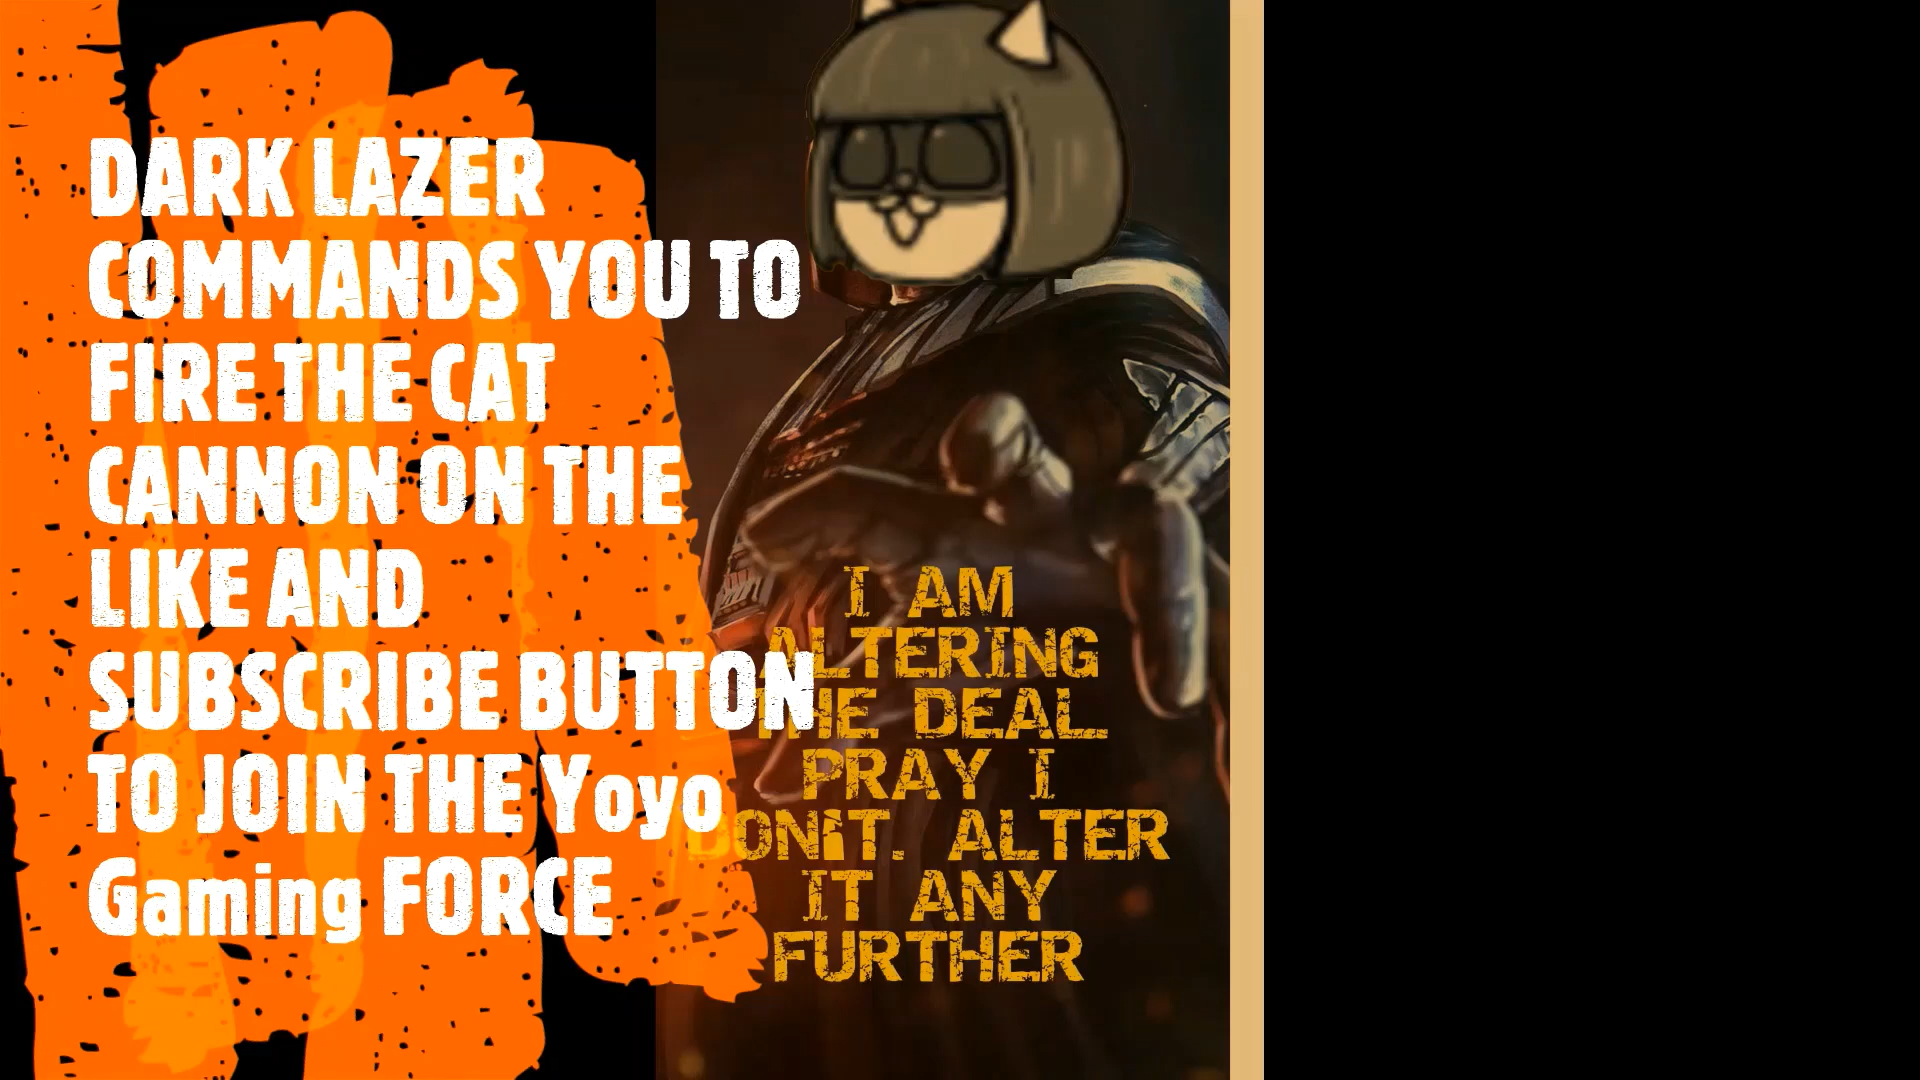 DARK LAZER
COMMANDS YOU TO
FIRE THE CAT
CANNON ON THE
LIKE AND
SUBSCRIBE BUTTON
TO JOIN THE Yoyo
Gaming FORCE
I AM
ALTERING
THE DEAL.
PRAY I
DON'T. ALTER
IT ANY
FURTHER